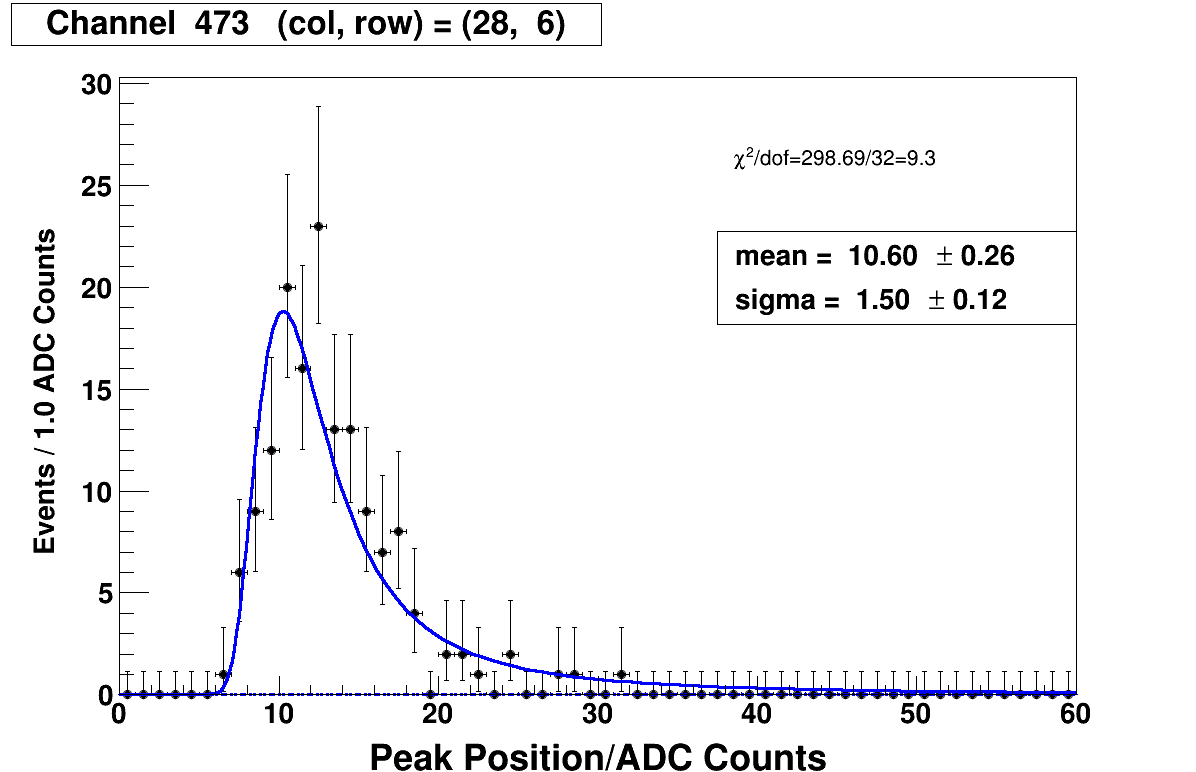 Channel 473 (col, row) = (28, 6)
30
25
20
15
10
5
0
Events / 1.0 ADC Counts
χ²/dof=298.69/32=9.3
mean = 10.60 ± 0.26
sigma = 1.50 ± 0.12
0 10 20 30 40 50 60
Peak Position/ADC Counts